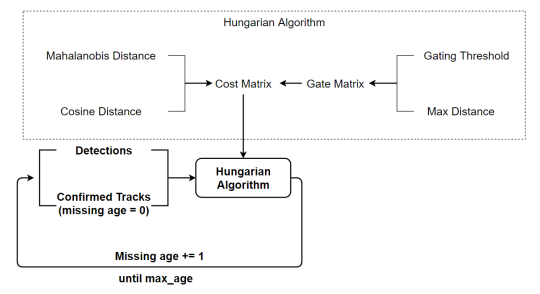 Hungarian Algorithm
Mahalanobis Distance
Gating Threshold
Cost Matrix
Gate Matrix
Cosine Distance
Max Distance
Detections
Hungarian
Algorithm
Confirmed Tracks
(missing age = 0)
Missing age += 1
until max_age